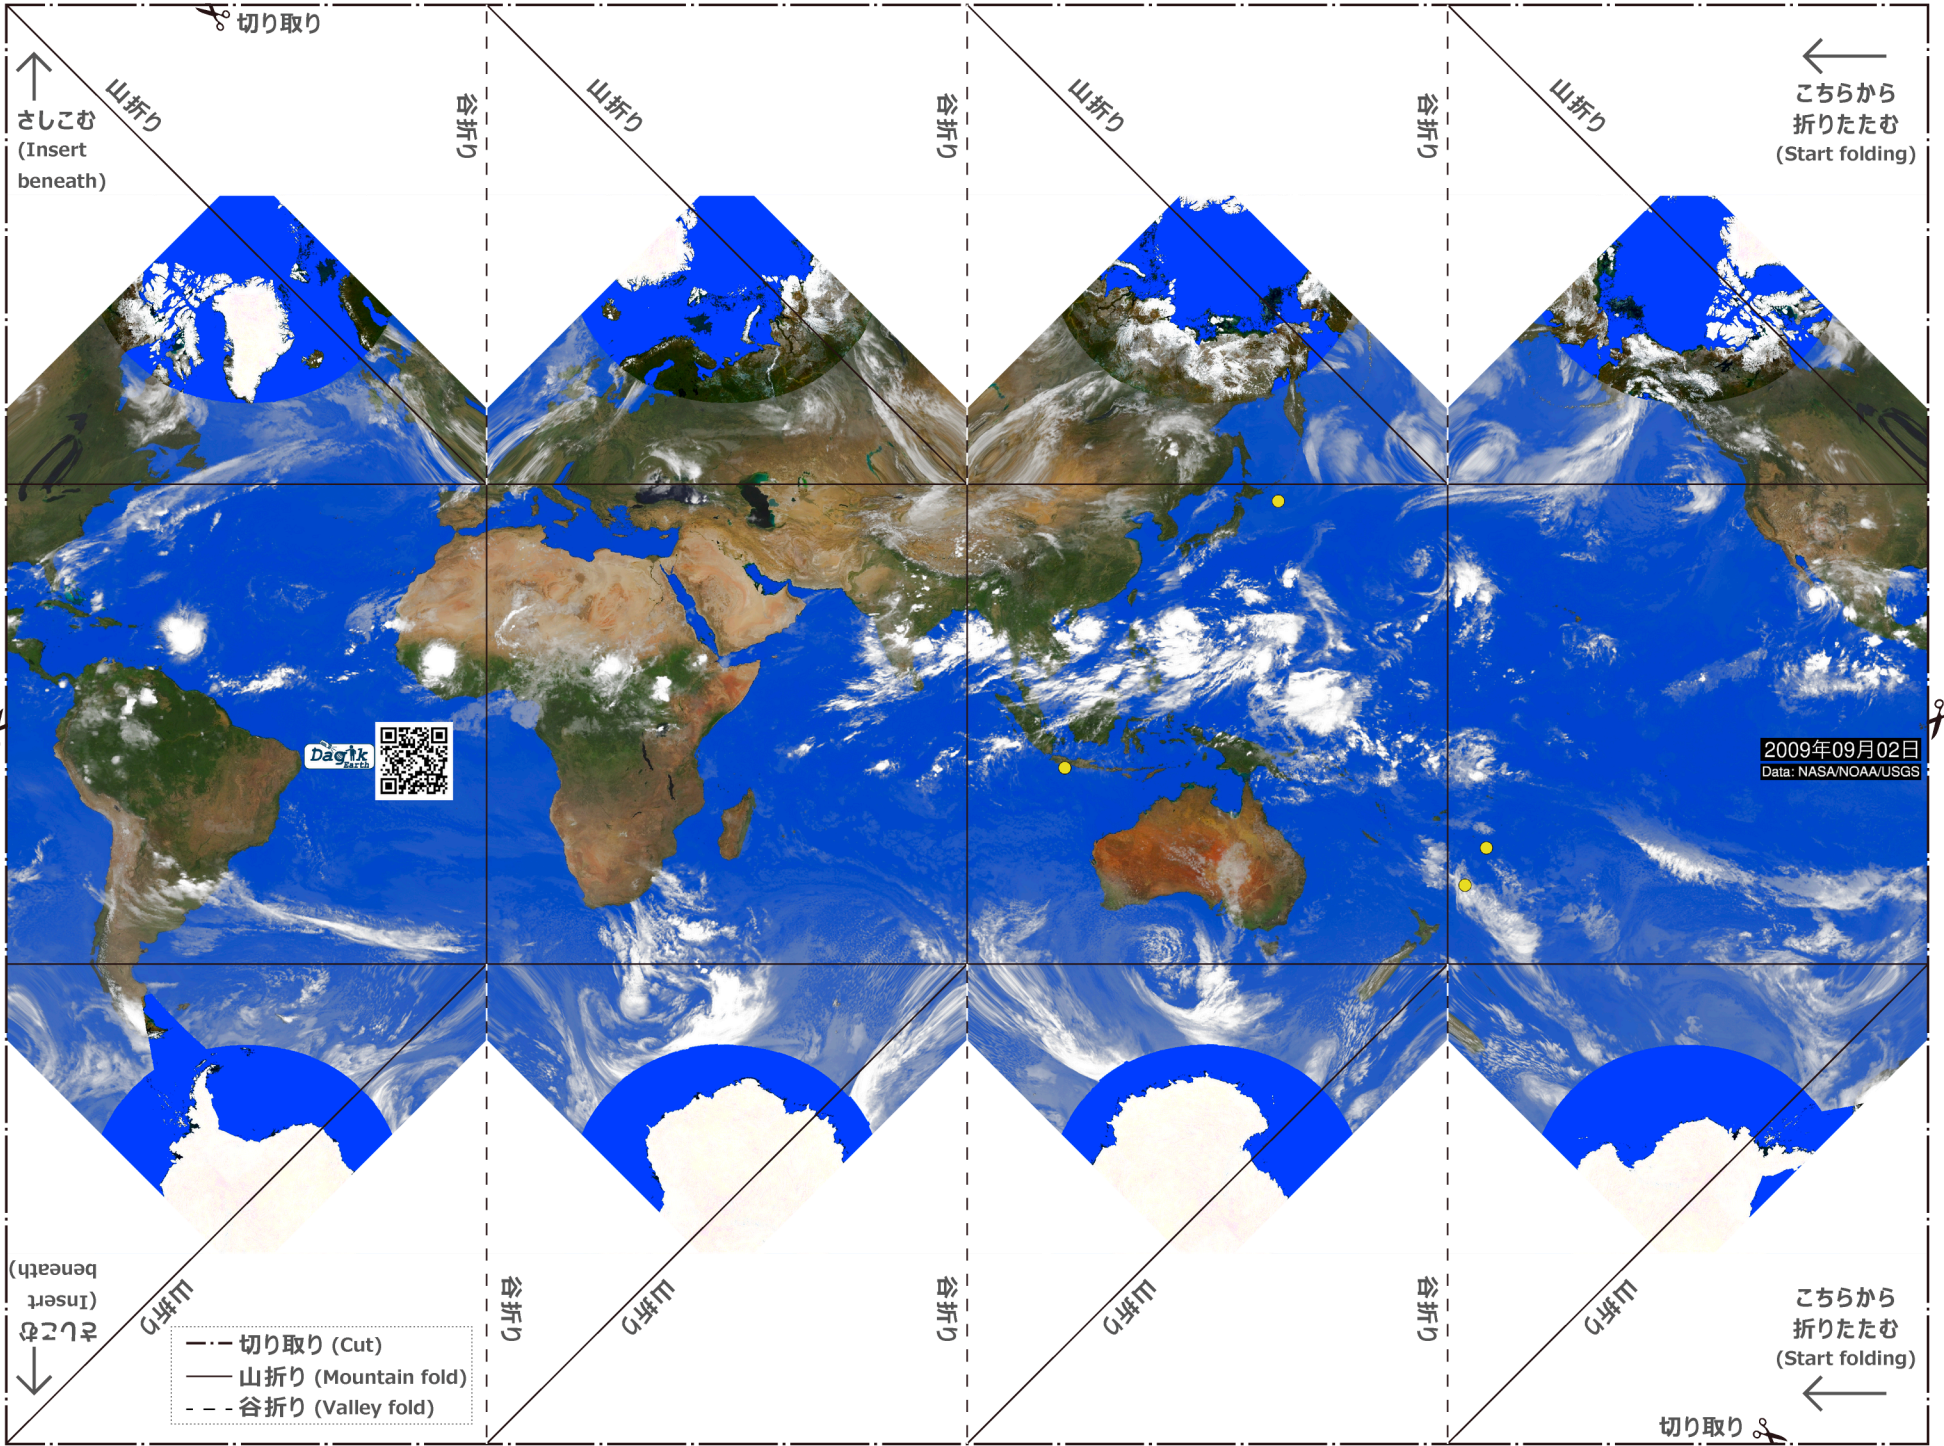 切り取り
山折り
谷折り
山折り
谷折り
山折り
谷折り
山折り
さしこむ
(Insert
beneath)
こちらから
折りたたむ
(Start folding)
Dagik
Earth
2009年09月02日
Data: NASA/NOAA/USGS
さしこむ
(Insert
beneath)
山折り
谷折り
山折り
谷折り
山折り
谷折り
山折り
切り取り (Cut)
山折り (Mountain fold)
谷折り (Valley fold)
こちらから
折りたたむ
(Start folding)
切り取り